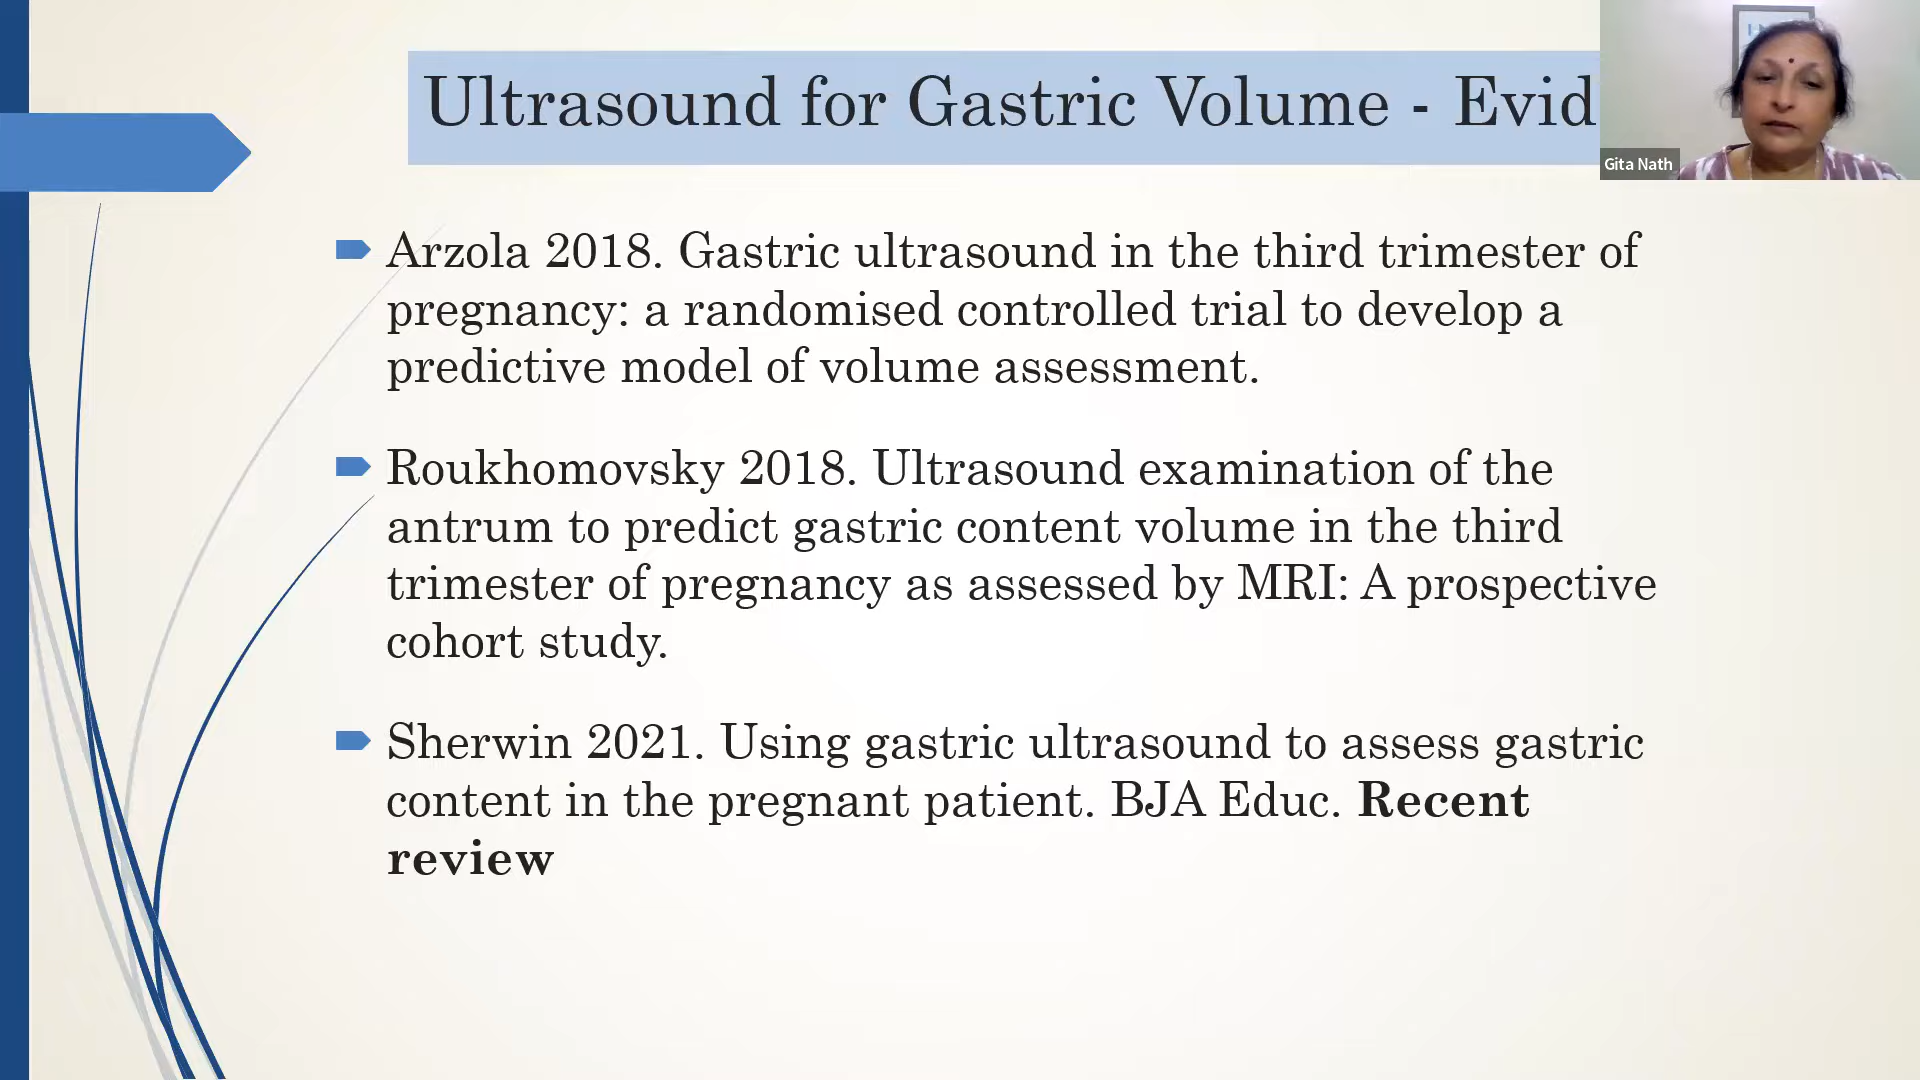 Ultrasound for Gastric Volume - Evid
Gita Nath
Arzola 2018. Gastric ultrasound in the third trimester of
pregnancy: a randomised controlled trial to develop a
predictive model of volume assessment.
Roukhomovsky 2018. Ultrasound examination of the
antrum to predict gastric content volume in the third
trimester of pregnancy as assessed by MRI: A prospective
cohort study.
Sherwin 2021. Using gastric ultrasound to assess gastric
content in the pregnant patient. BJA Educ. Recent
review